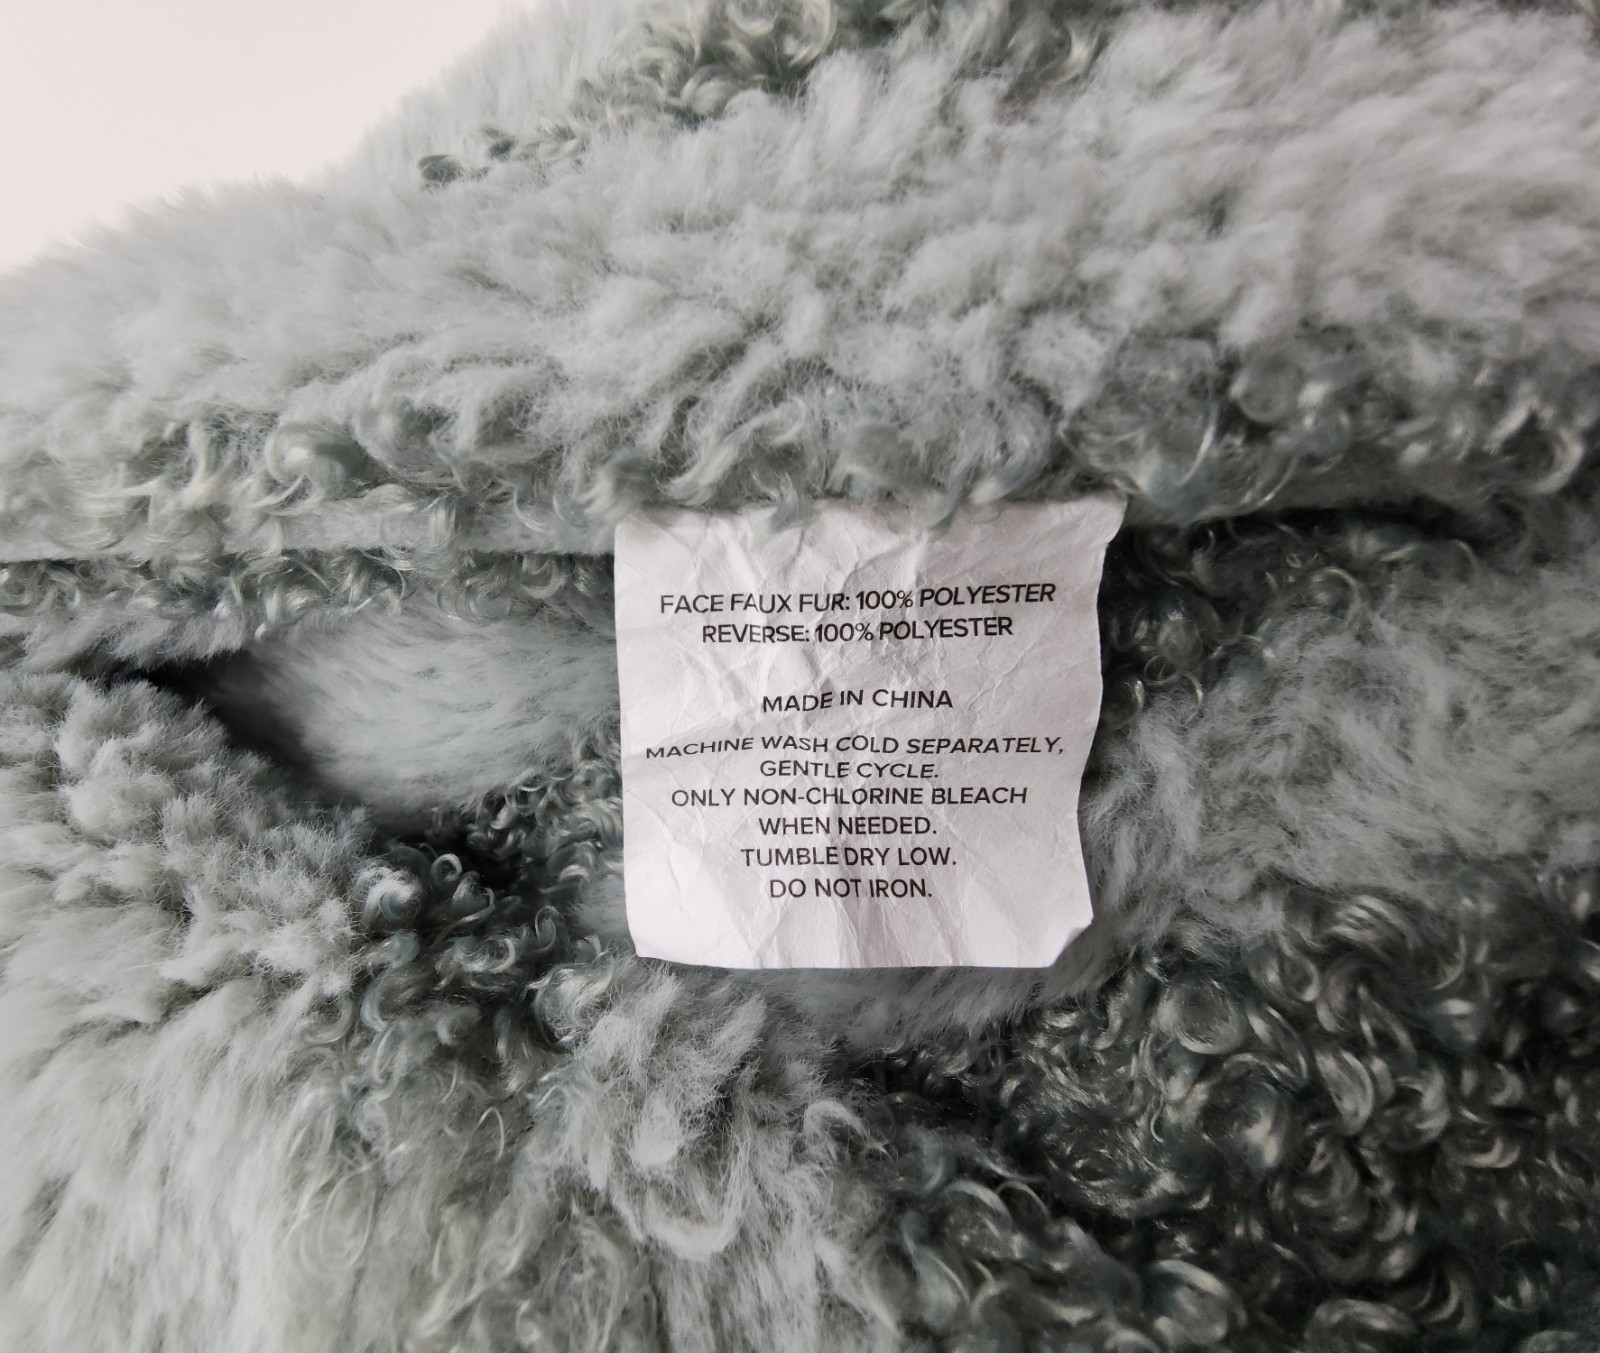 FACE FAUX FUR: 100% POLYESTER
REVERSE: 100% POLYESTER
MADE IN CHINA
MACHINE WASH COLD SEPARATELY,
GENTLE CYCLE.
ONLY NON-CHLORINE BLEACH
WHEN NEEDED.
TUMBLE DRY LOW.
DO NOT IRON.